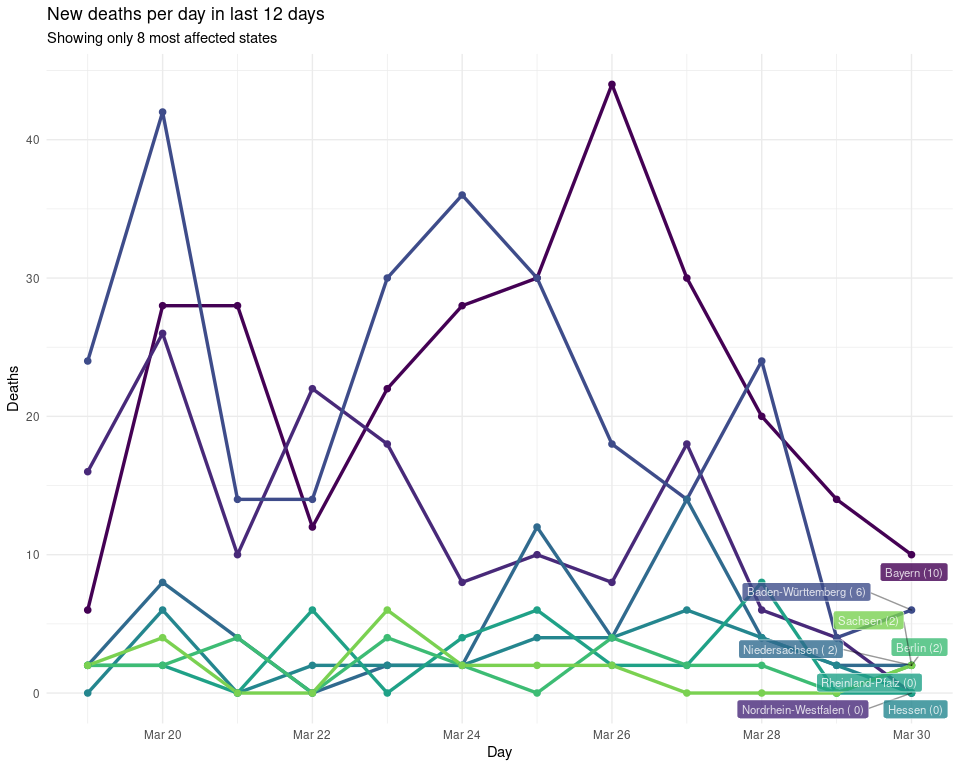 New deaths per day in last 12 days
Showing only 8 most affected states
40
30
20
10
0
Deaths
Bayern (10)
Baden-Württemberg ( 6)
Sachsen (2)
Berlin (2)
Niedersachsen ( 2)
Rheinland-Pfalz (0)
Nordrhein-Westfalen ( 0)
Hessen (0)
Mar 20
Mar 22
Mar 24
Mar 26
Mar 28
Mar 30
Day